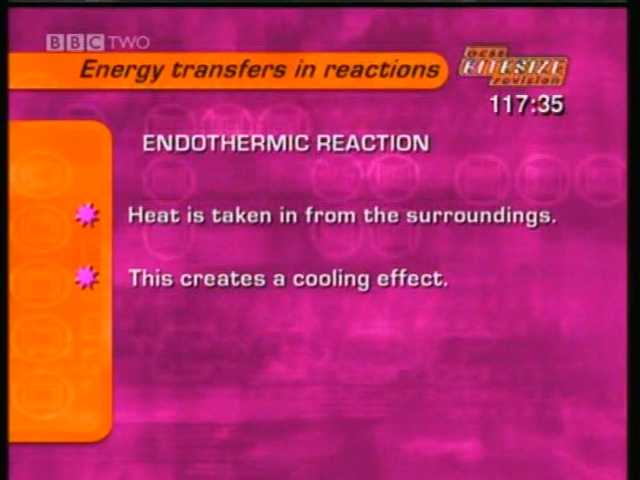 BBC TWO
Energy transfers in reactions
GCSE
BITESIZE
revision
117:35
ENDOTHERMIC REACTION
Heat is taken in from the surroundings.
This creates a cooling effect.